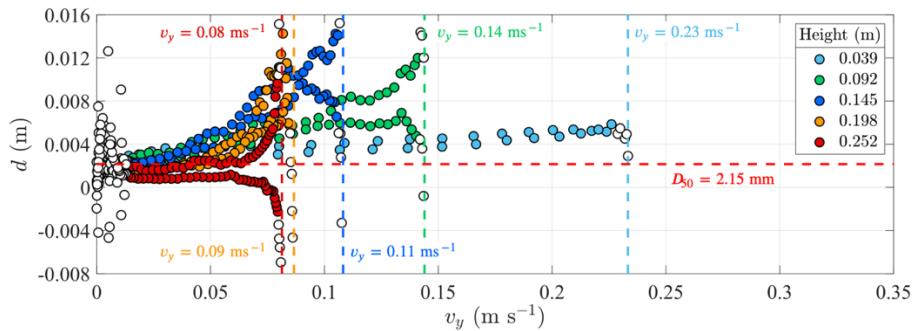 0.016
0.012
0.008
0.004
0
-0.004
-0.008
d (m)
v_y = 0.08 ms⁻¹
v_y = 0.14 ms⁻¹
v_y = 0.23 ms⁻¹
Height (m)
0.039
0.092
0.145
0.198
0.252
D₅₀ = 2.15 mm
v_y = 0.09 ms⁻¹
v_y = 0.11 ms⁻¹
0 0.05 0.1 0.15 0.2 0.25 0.3 0.35
v_y (m s⁻¹)